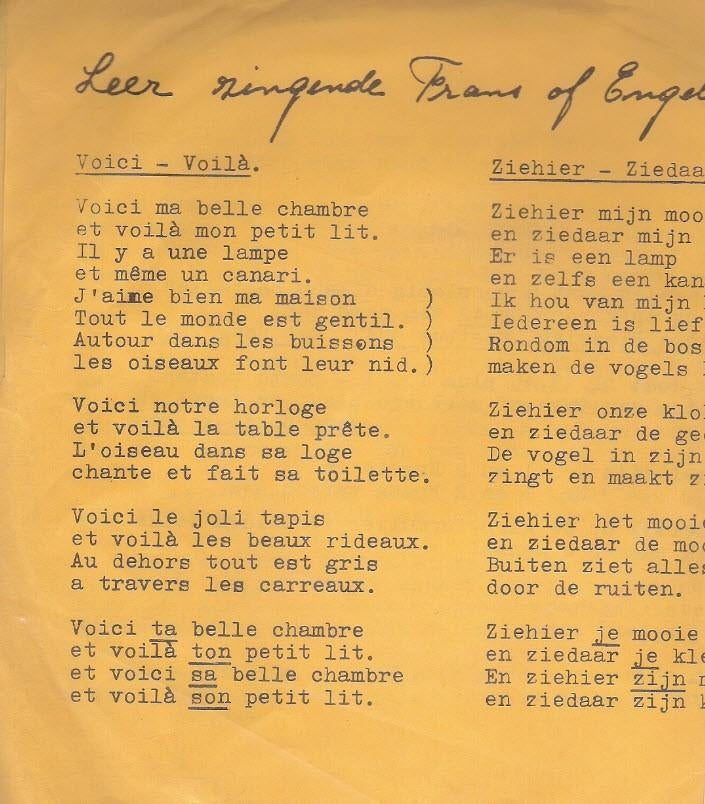 Leer zingende Frans of Engel
Voici - Voilà.
Voici ma belle chambre
et voilà mon petit lit.
Il y a une lampe
et même un canari.
J'aime bien ma maison )
Tout le monde est gentil. )
Autour dans les buissons )
les oiseaux font leur nid.)
Voici notre horloge
et voilà la table prête.
L'oiseau dans sa loge
chante et fait sa toilette.
Voici le joli tapis
et voilà les beaux rideaux.
Au dehors tout est gris
a travers les carreaux.
Voici ta belle chambre
et voilà ton petit lit.
et voici sa belle chambre
et voilà son petit lit.
Ziehier - Ziedaa
Ziehier mijn moo
en ziedaar mijn
Er is een lamp
en zelfs een kan
Ik hou van mijn
Iedereen is lief
Rondom in de bos
maken de vogels
Ziehier onze klo
en ziedaar de ge
De vogel in zijn
zingt en maakt z
Ziehier het mooi
en ziedaar de mo
Buiten ziet alle
door de ruiten.
Ziehier je mooie
en ziedaar je kl
En ziehier zijn
en ziedaar zijn